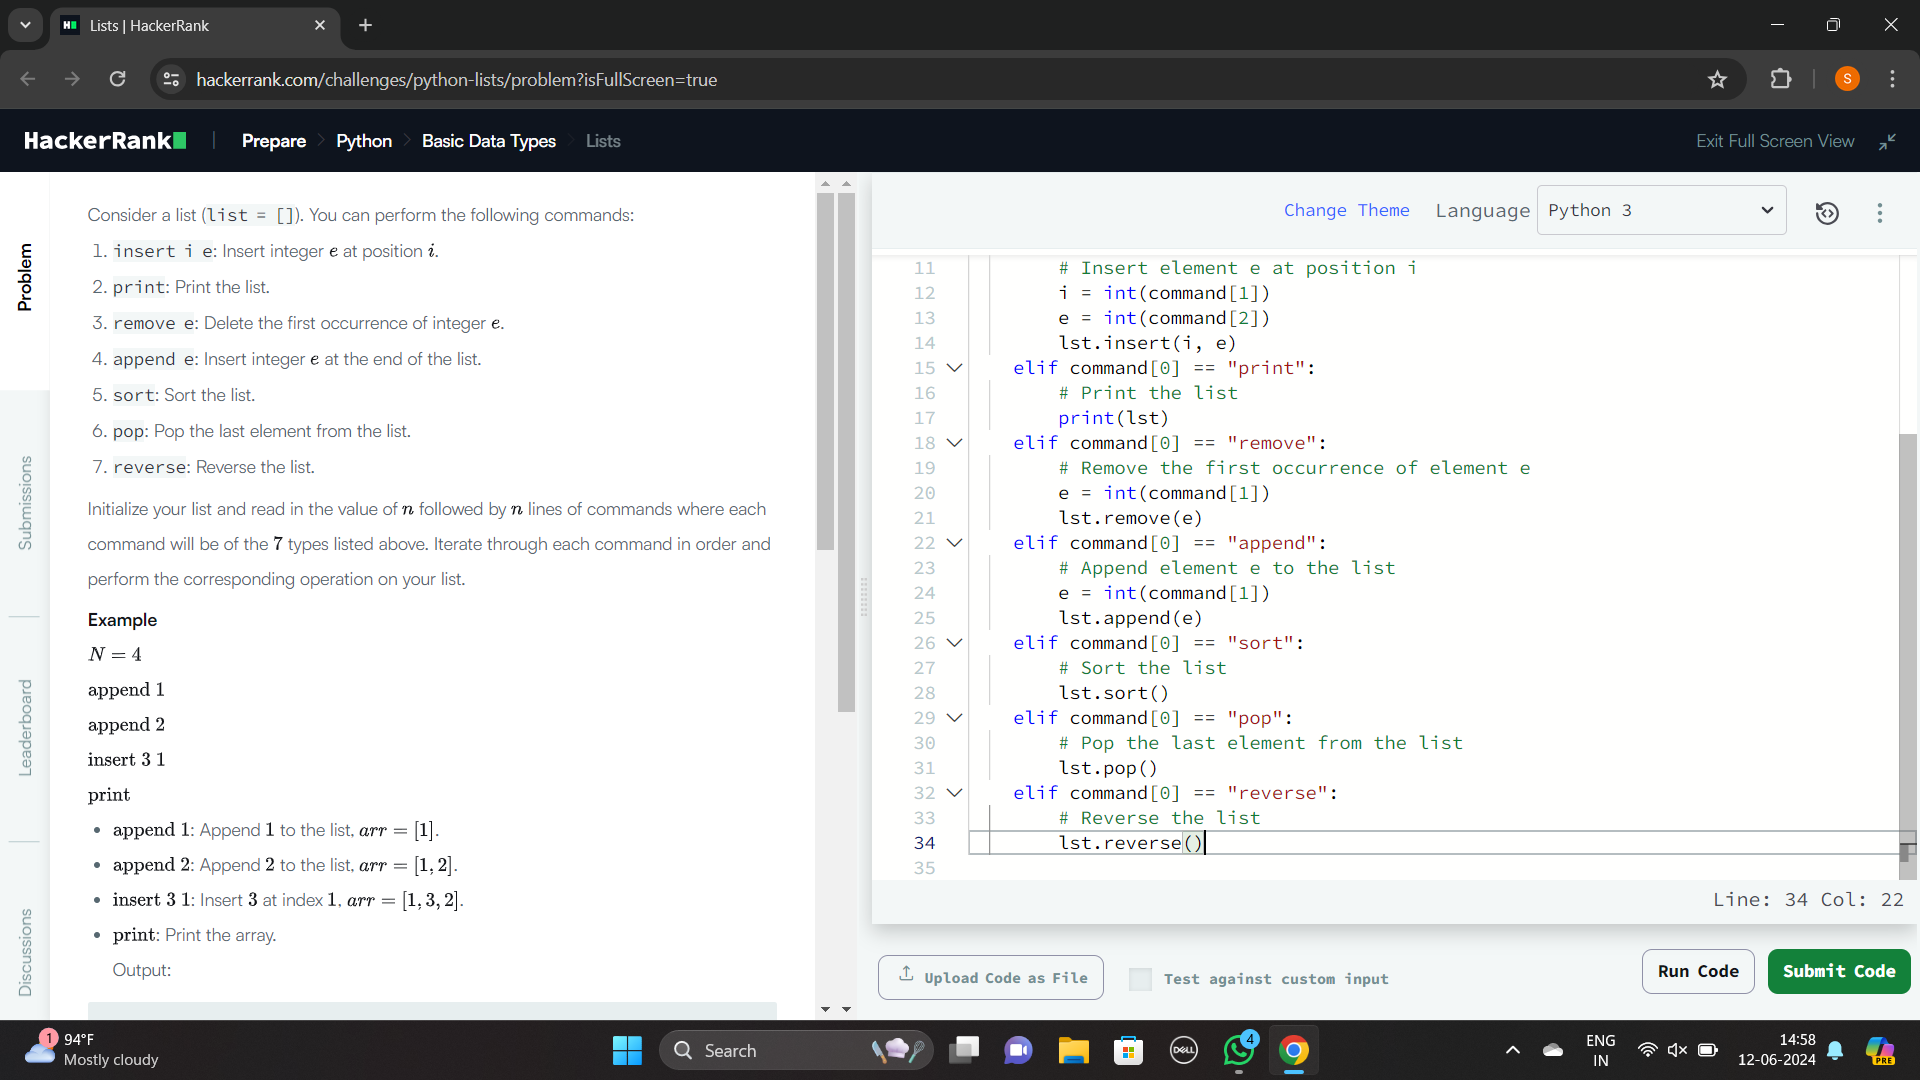 Lists | HackerRank
hackerrank.com/challenges/python-lists/problem?isFullScreen=true
S
HackerRank
Prepare
Python
Basic Data Types
Lists
Exit Full Screen View
Problem
Submissions
Leaderboard
Discussions
Consider a list (list = []). You can perform the following commands:
1. insert i e: Insert integer e at position i.
2. print: Print the list.
3. remove e: Delete the first occurrence of integer e.
4. append e: Insert integer e at the end of the list.
5. sort: Sort the list.
6. pop: Pop the last element from the list.
7. reverse: Reverse the list.
Initialize your list and read in the value of n followed by n lines of commands where each
command will be of the 7 types listed above. Iterate through each command in order and
perform the corresponding operation on your list.
Example
N = 4
append 1
append 2
insert 3 1
print
• append 1: Append 1 to the list, arr = [1].
• append 2: Append 2 to the list, arr = [1, 2].
• insert 3 1: Insert 3 at index 1, arr = [1, 3, 2].
• print: Print the array.
Output:
Change Theme
Language
Python 3
11 # Insert element e at position i
12 i = int(command[1])
13 e = int(command[2])
14 lst.insert(i, e)
15 elif command[0] == "print":
16 # Print the list
17 print(lst)
18 elif command[0] == "remove":
19 # Remove the first occurrence of element e
20 e = int(command[1])
21 lst.remove(e)
22 elif command[0] == "append":
23 # Append element e to the list
24 e = int(command[1])
25 lst.append(e)
26 elif command[0] == "sort":
27 # Sort the list
28 lst.sort()
29 elif command[0] == "pop":
30 # Pop the last element from the list
31 lst.pop()
32 elif command[0] == "reverse":
33 # Reverse the list
34 lst.reverse()
35
Line: 34 Col: 22
Upload Code as File
Test against custom input
Run Code
Submit Code
1
94°F
Mostly cloudy
Search
DELL
4
ENG
IN
14:58
12-06-2024
PRE